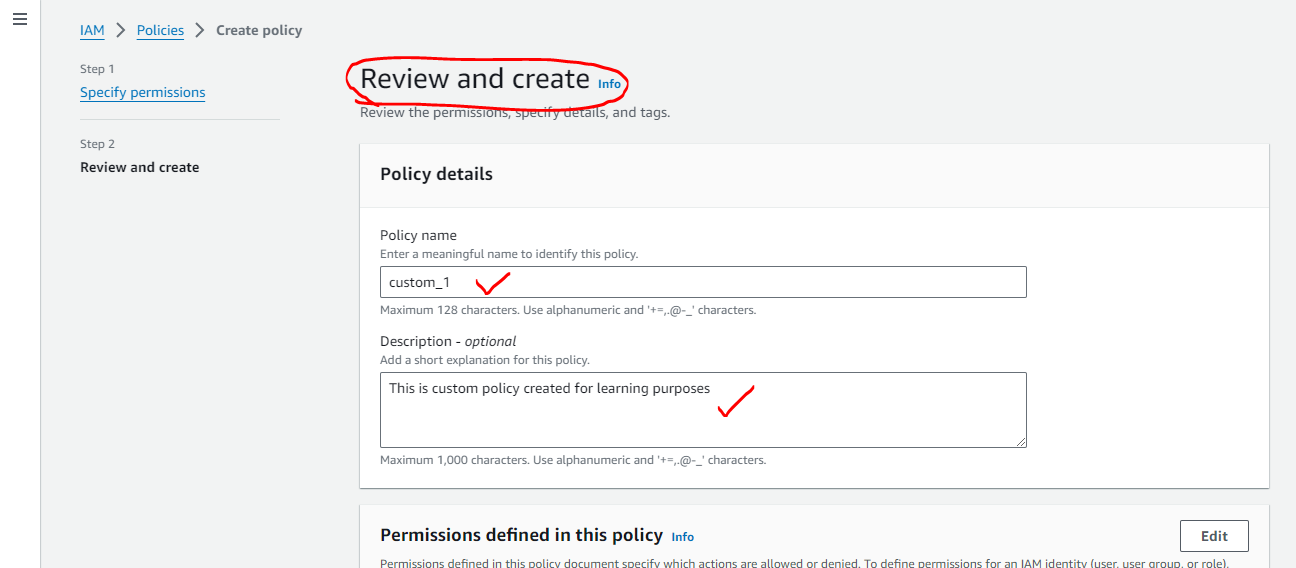 IAM > Policies > Create policy
Step 1
Specify permissions
Step 2
Review and create
Review and create Info
Review the permissions, specify details, and tags.
Policy details
Policy name
Enter a meaningful name to identify this policy.
custom_1
Maximum 128 characters. Use alphanumeric and '+=,.@-_' characters.
Description - optional
Add a short explanation for this policy.
This is custom policy created for learning purposes
Maximum 1,000 characters. Use alphanumeric and '+=,.@-_' characters.
Permissions defined in this policy Info
Edit
Permissions defined in this policy document specify which actions are allowed or denied. To define permissions for an IAM identity (user, user group, or role),